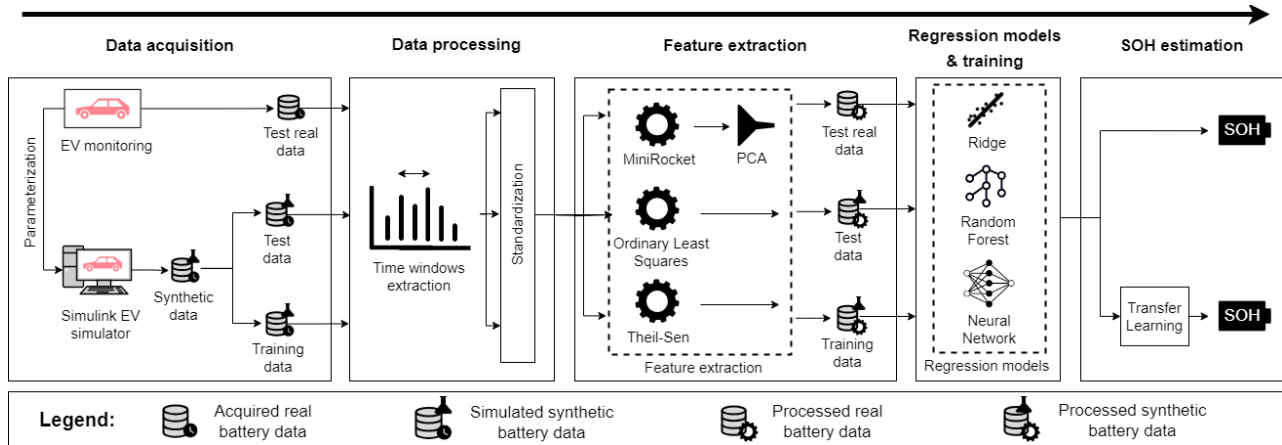 Data acquisition
Data processing
Feature extraction
Regression models
& training
SOH estimation
Parameterization
EV monitoring
Test real
data
Simulink EV
simulator
Synthetic
data
Test
data
Training
data
Time windows
extraction
Standardization
MiniRocket
PCA
Ordinary Least
Squares
Theil-Sen
Feature extraction
Test real
data
Test
data
Training
data
Ridge
Random
Forest
Neural
Network
Regression models
SOH
Transfer
Learning
SOH
Legend:
Acquired real
battery data
Simulated synthetic
battery data
Processed real
battery data
Processed synthetic
battery data